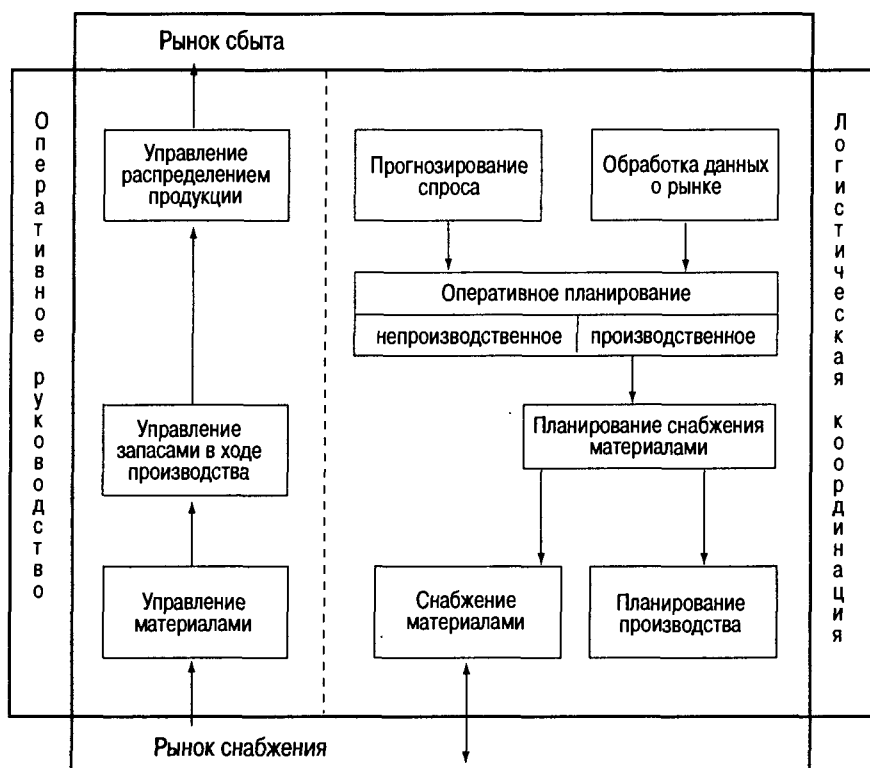 Рынок сбыта
Оперативное руководство
Управление
распределением
продукции
Управление
запасами в ходе
производства
Управление
материалами
Рынок снабжения
Прогнозирование
спроса
Обработка данных
о рынке
Оперативное планирование
непроизводственное
производственное
Планирование снабжения
материалами
Снабжение
материалами
Планирование
производства
Логистическая координация